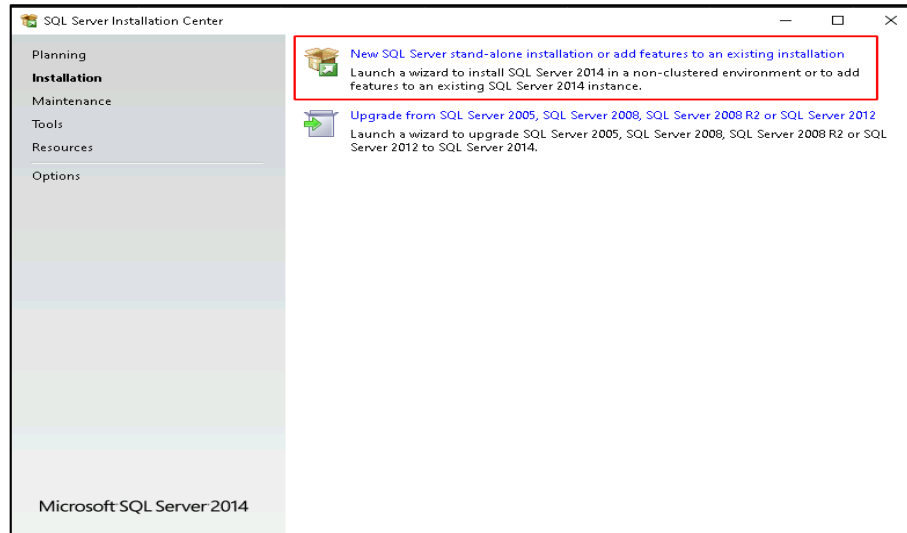 SQL Server Installation Center
Planning
Installation
Maintenance
Tools
Resources
Options
New SQL Server stand-alone installation or add features to an existing installation
Launch a wizard to install SQL Server 2014 in a non-clustered environment or to add
features to an existing SQL Server 2014 instance.
Upgrade from SQL Server 2005, SQL Server 2008, SQL Server 2008 R2 or SQL Server 2012
Launch a wizard to upgrade SQL Server 2005, SQL Server 2008, SQL Server 2008 R2 or SQL
Server 2012 to SQL Server 2014.
Microsoft SQL Server 2014